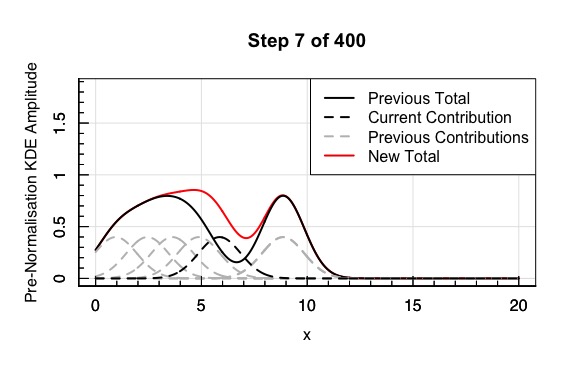 Step 7 of 400
Pre-Normalisation KDE Amplitude
1.5
1
0.5
0
Previous Total
Current Contribution
Previous Contributions
New Total
0 5 10 15 20
x